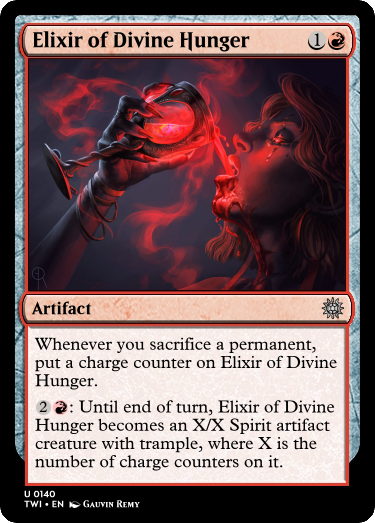 Elixir of Divine Hunger 1
Artifact
Whenever you sacrifice a permanent,
put a charge counter on Elixir of Divine
Hunger.
2 : Until end of turn, Elixir of Divine
Hunger becomes an X/X Spirit artifact
creature with trample, where X is the
number of charge counters on it.
U 0140
TWI • EN Gauvin Remy